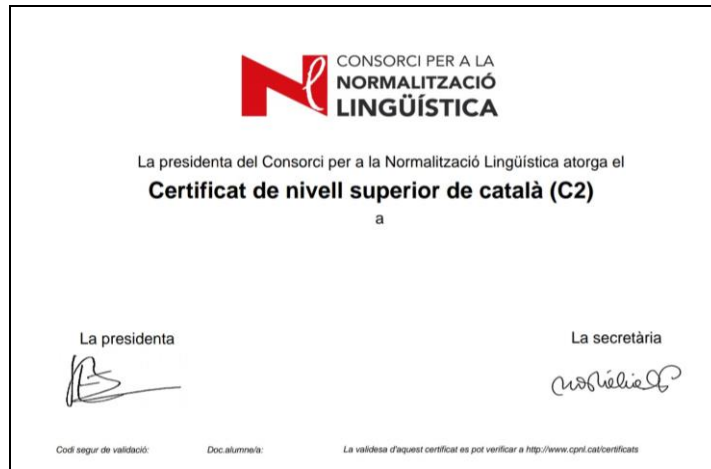 CONSORCI PER A LA
NORMALITZACIÓ
LINGÜÍSTICA
La presidenta del Consorci per a la Normalització Lingüística atorga el
Certificat de nivell superior de català (C2)
a
La presidenta
La secretària
Codi segur de validació:
Doc.alumne/a:
La validesa d'aquest certificat es pot verificar a http://www.cpnl.cat/certificats